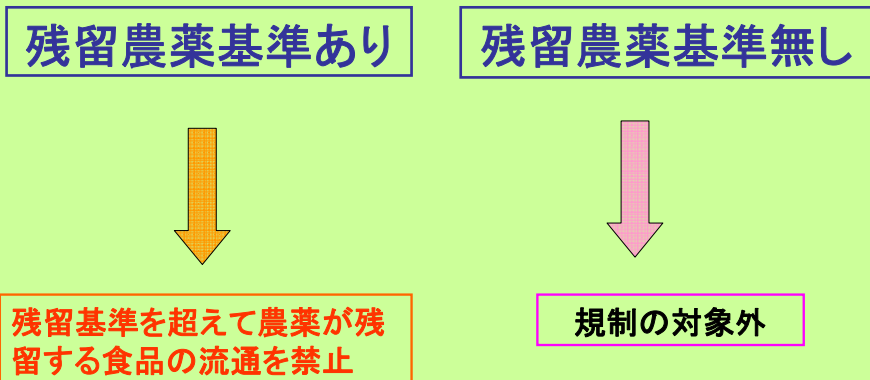 残留農薬基準あり
残留農薬基準無し
残留基準を超えて農薬が残
留する食品の流通を禁止
規制の対象外